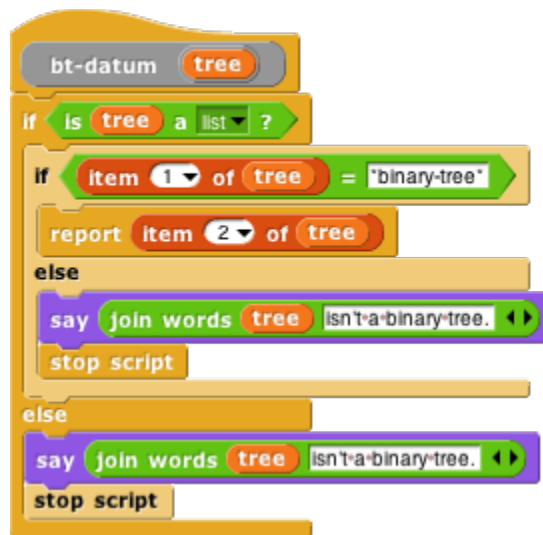 bt-datum tree
if is tree a list ?
if item 1 of tree = "binary-tree"
report item 2 of tree
else
say join words tree isn't a binary tree.
stop script
else
say join words tree isn't a binary tree.
stop script